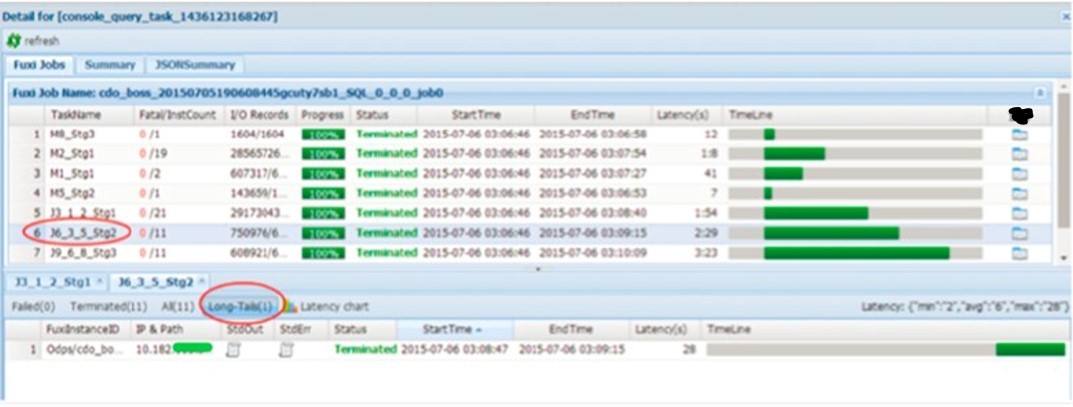 Detail for [console_query_task_1436123168267]
refresh
Fuxi Jobs Summary JSONSummary
Fuxi Job Name: cdo_boss_20150705190608445gcuty7sb1_SQL_0_0_0_job0
TaskName Fatal/InstCount I/O Records Progress Status StartTime EndTime Latency(s) TimeLine
1 M8_Stg3 0 /1 1604/1604 100% Terminated 2015-07-06 03:06:46 2015-07-06 03:06:58 12
2 M2_Stg1 0 /19 28565726... 100% Terminated 2015-07-06 03:06:46 2015-07-06 03:07:54 1:8
3 M1_Stg1 0 /2 607317/6... 100% Terminated 2015-07-06 03:06:46 2015-07-06 03:07:27 41
4 M5_Stg2 0 /1 143659/1... 100% Terminated 2015-07-06 03:06:46 2015-07-06 03:06:53 7
5 J3_1_2_Stg1 0 /21 29173043... 100% Terminated 2015-07-06 03:06:46 2015-07-06 03:08:40 1:54
6 J6_3_5_Stg2 0 /11 750976/6... 100% Terminated 2015-07-06 03:06:46 2015-07-06 03:09:15 2:29
7 J9_6_8_Stg3 0 /11 608921/6... 100% Terminated 2015-07-06 03:06:46 2015-07-06 03:10:09 3:23
J3_1_2_Stg1 J6_3_5_Stg2
Failed(0) Terminated(11) All(11) Long-Tails(1) Latency chart Latency: {"min":"2","avg":"6","max":"28"}
FuxiInstanceID IP & Path StdOut StdErr Status StartTime EndTime Latency(s) TimeLine
1 Odps/cdo_bo... 10.182 Terminated 2015-07-06 03:08:47 2015-07-06 03:09:15 28